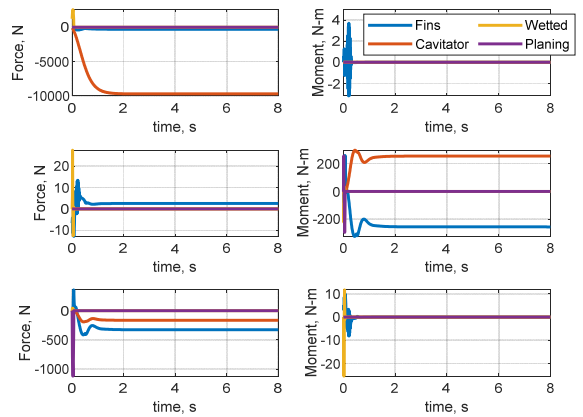 0
-5000
-10000
Force, N
0 2 4 6 8
time, s
4
2
0
-2
Moment, N-m
Fins
Cavitator
Wetted
Planing
0 2 4 6 8
time, s
20
10
0
-10
Force, N
0 2 4 6 8
time, s
200
0
-200
Moment, N-m
0 2 4 6 8
time, s
0
-500
-1000
Force, N
0 2 4 6 8
time, s
10
0
-10
-20
Moment, N-m
0 2 4 6 8
time, s